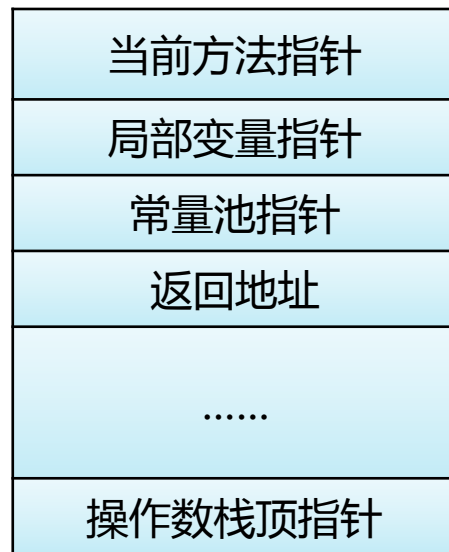 当前方法指针
局部变量指针
常量池指针
返回地址
......
操作数栈顶指针